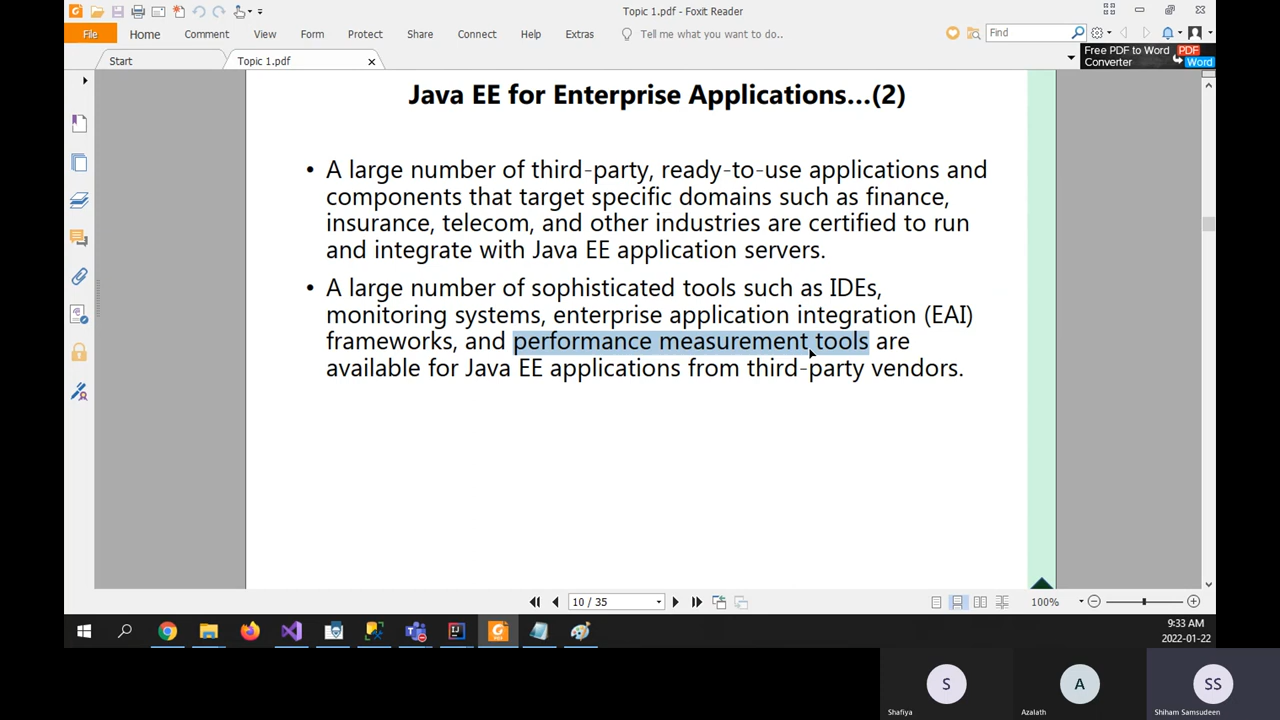 Topic 1.pdf - Foxit Reader
File Home Comment View Form Protect Share Connect Help Extras Tell me what you want to do.. Find
Start Topic 1.pdf
Free PDF to Word PDF
Converter Word
Java EE for Enterprise Applications...(2)
• A large number of third-party, ready-to-use applications and
components that target specific domains such as finance,
insurance, telecom, and other industries are certified to run
and integrate with Java EE application servers.
• A large number of sophisticated tools such as IDEs,
monitoring systems, enterprise application integration (EAI)
frameworks, and performance measurement tools are
available for Java EE applications from third-party vendors.
10 / 35 100%
9:33 AM
2022-01-22
S A SS
Shafiya Azalath Shiham Samsudeen